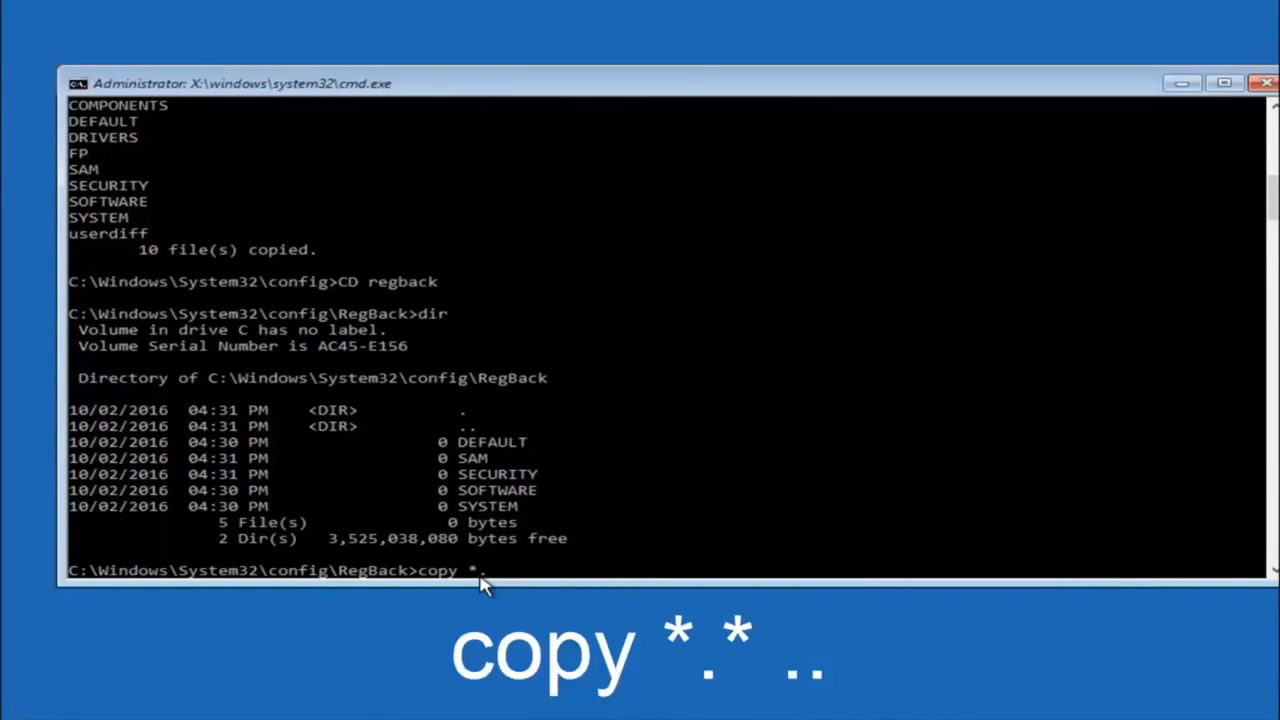 Administrator: X:\windows\system32\cmd.exe
COMPONENTS
DEFAULT
DRIVERS
FP
SAM
SECURITY
SOFTWARE
SYSTEM
userdiff
10 file(s) copied.
C:\Windows\System32\config>CD regback
C:\Windows\System32\config\RegBack>dir
Volume in drive C has no label.
Volume Serial Number is AC45-E156
Directory of C:\Windows\System32\config\RegBack
10/02/2016 04:31 PM <DIR> .
10/02/2016 04:31 PM <DIR> ..
10/02/2016 04:30 PM 0 DEFAULT
10/02/2016 04:31 PM 0 SAM
10/02/2016 04:31 PM 0 SECURITY
10/02/2016 04:30 PM 0 SOFTWARE
10/02/2016 04:30 PM 0 SYSTEM
5 File(s) 0 bytes
2 Dir(s) 3,525,038,080 bytes free
C:\Windows\System32\config\RegBack>copy *.
copy *.* ..